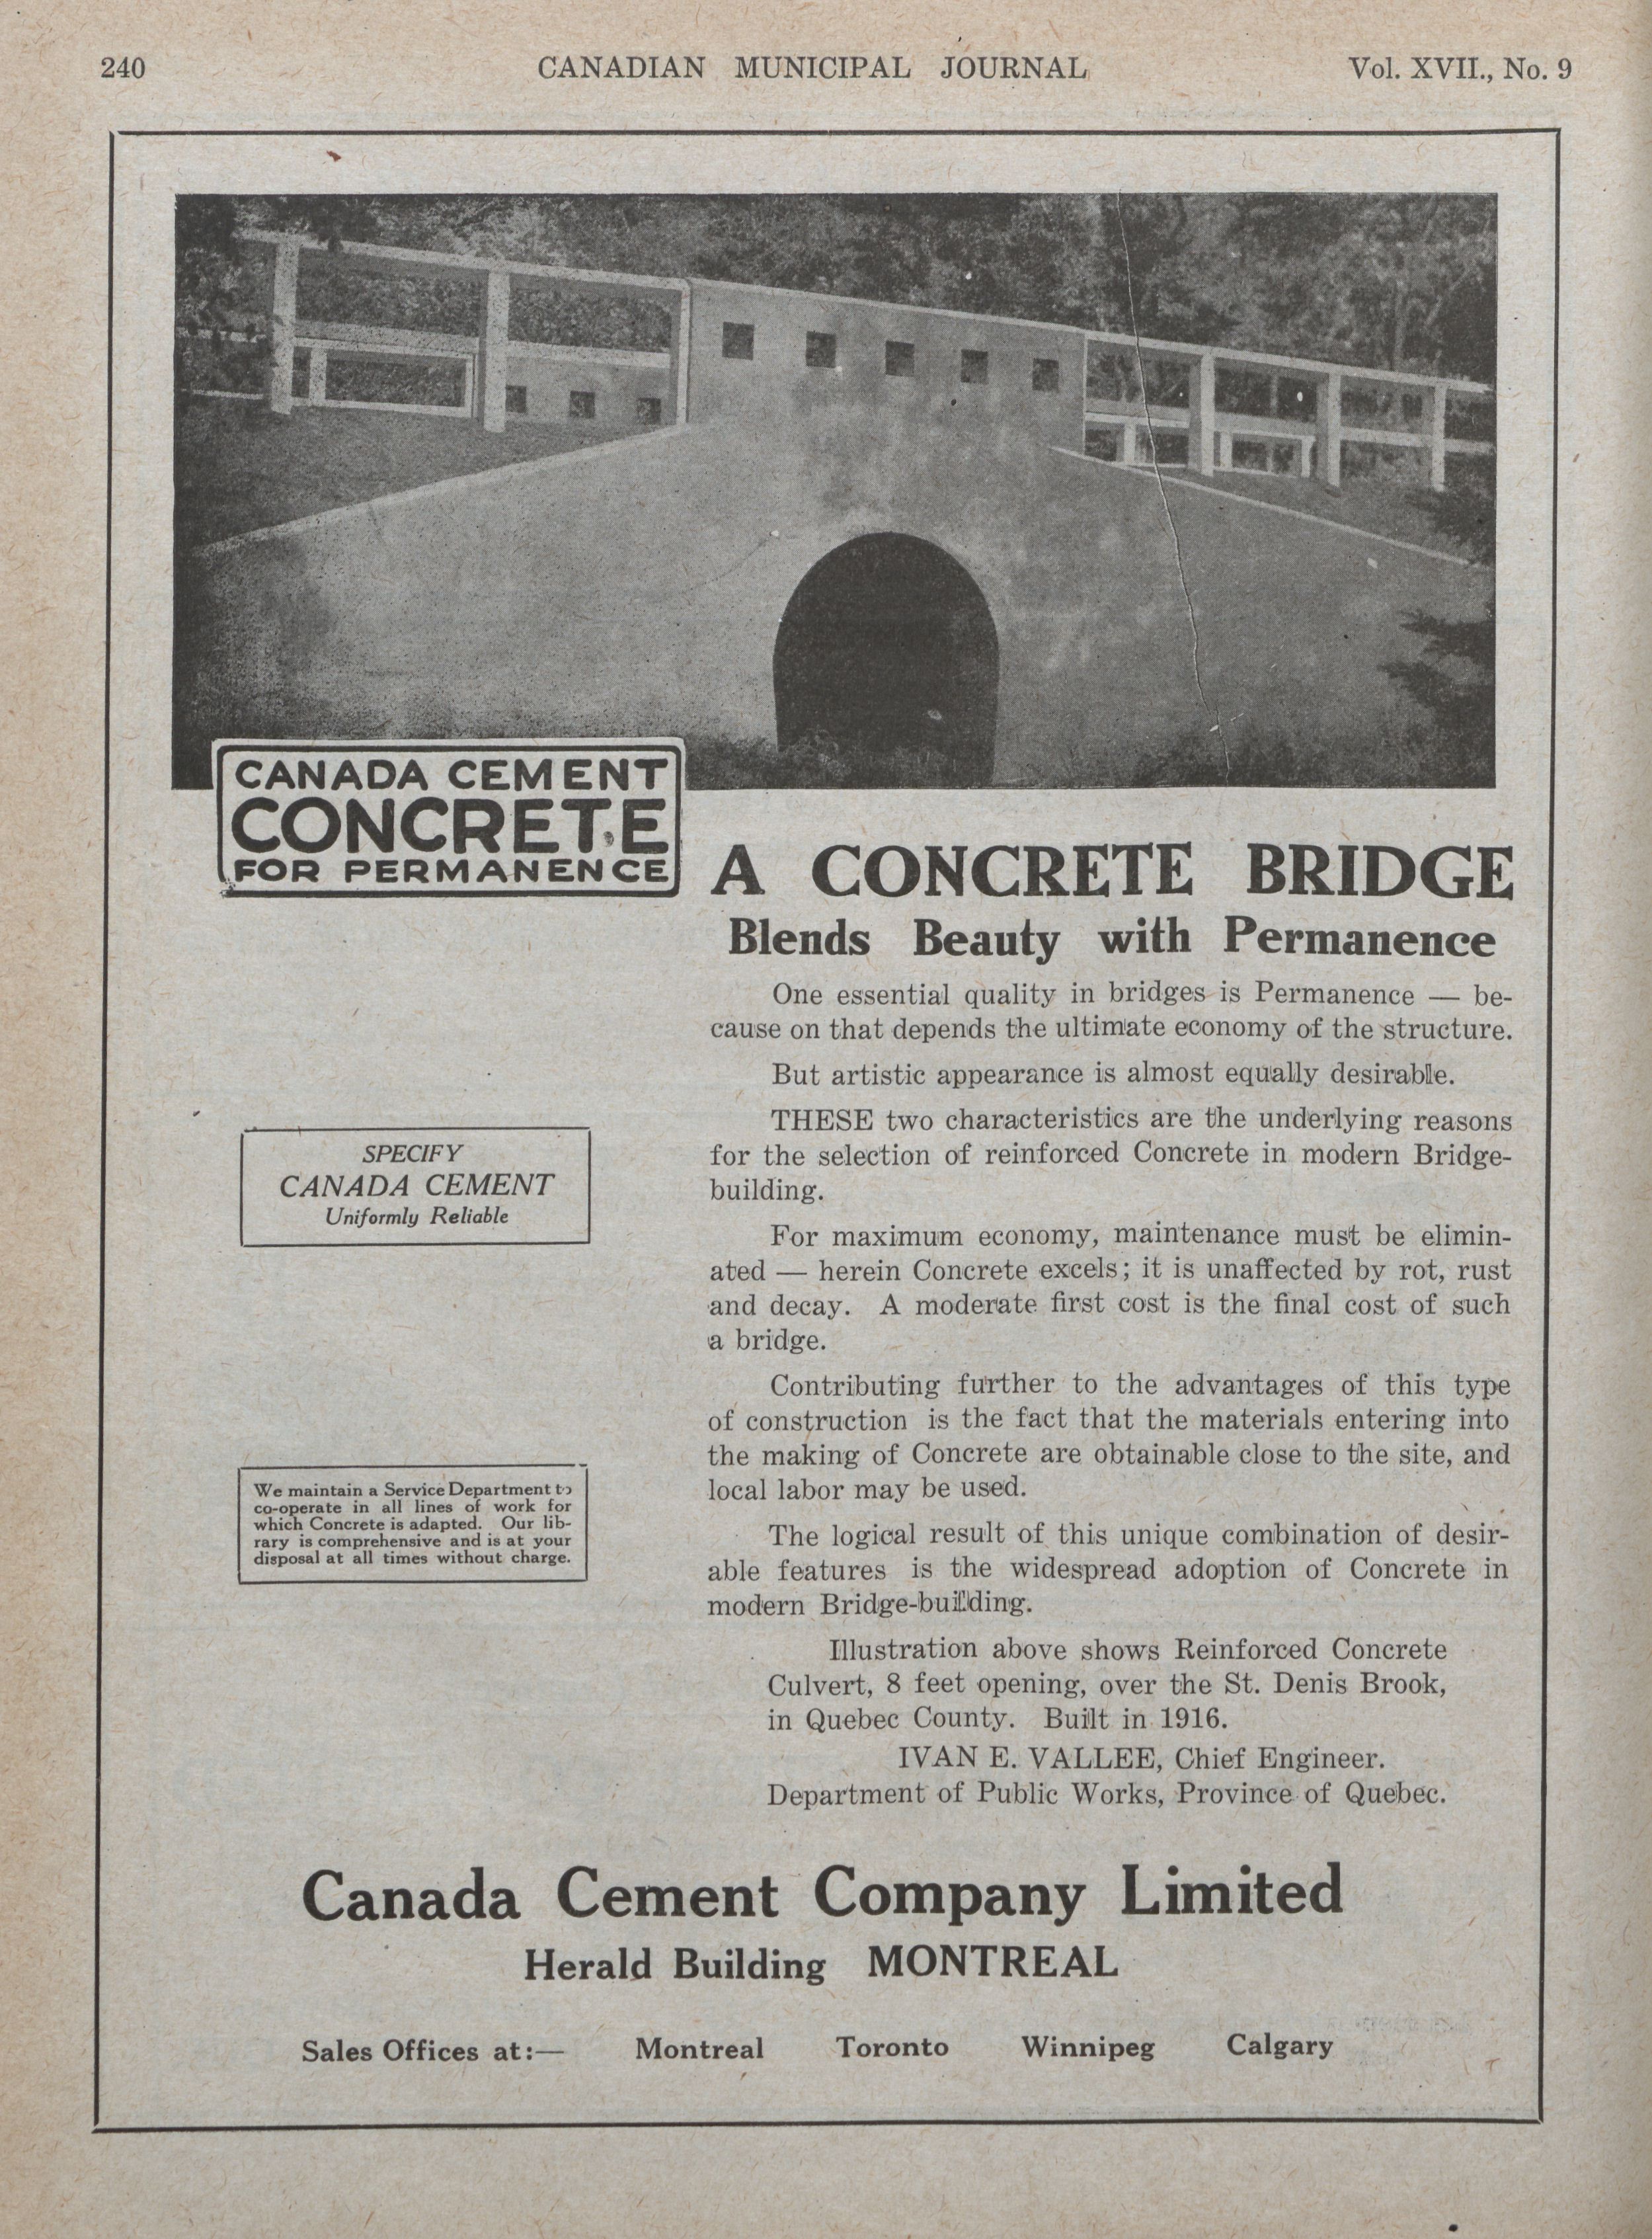 240 CANADIAN MUNICIPAL JOURNAL Vol. XVII., No. 9
CANADA CEMENT
CONCRETE
FOR PERMANENCE
A CONCRETE BRIDGE
Blends Beauty with Permanence
One essential quality in bridges is Permanence — be-
cause on that depends the ultimate economy of the structure.
But artistic appearance is almost equally desirable.
THESE two characteristics are the underlying reasons
for the selection of reinforced Concrete in modern Bridge-
building.
For maximum economy, maintenance must be elimin-
ated — herein Concrete excels; it is unaffected by rot, rust
and decay. A moderate first cost is the final cost of such
a bridge.
Contributing further to the advantages of this type
of construction is the fact that the materials entering into
the making of Concrete are obtainable close to the site, and
local labor may be used.
The logical result of this unique combination of desir-
able features is the widespread adoption of Concrete in
modern Bridge-building.
Illustration above shows Reinforced Concrete
Culvert, 8 feet opening, over the St. Denis Brook,
in Quebec County. Built in 1916.
IVAN E. VALLEE, Chief Engineer.
Department of Public Works, Province of Quebec.
SPECIFY
CANADA CEMENT
Uniformly Reliable
We maintain a Service Department to
co-operate in all lines of work for
which Concrete is adapted. Our lib-
rary is comprehensive and is at your
disposal at all times without charge.
Canada Cement Company Limited
Herald Building MONTREAL
Sales Offices at:— Montreal Toronto Winnipeg Calgary